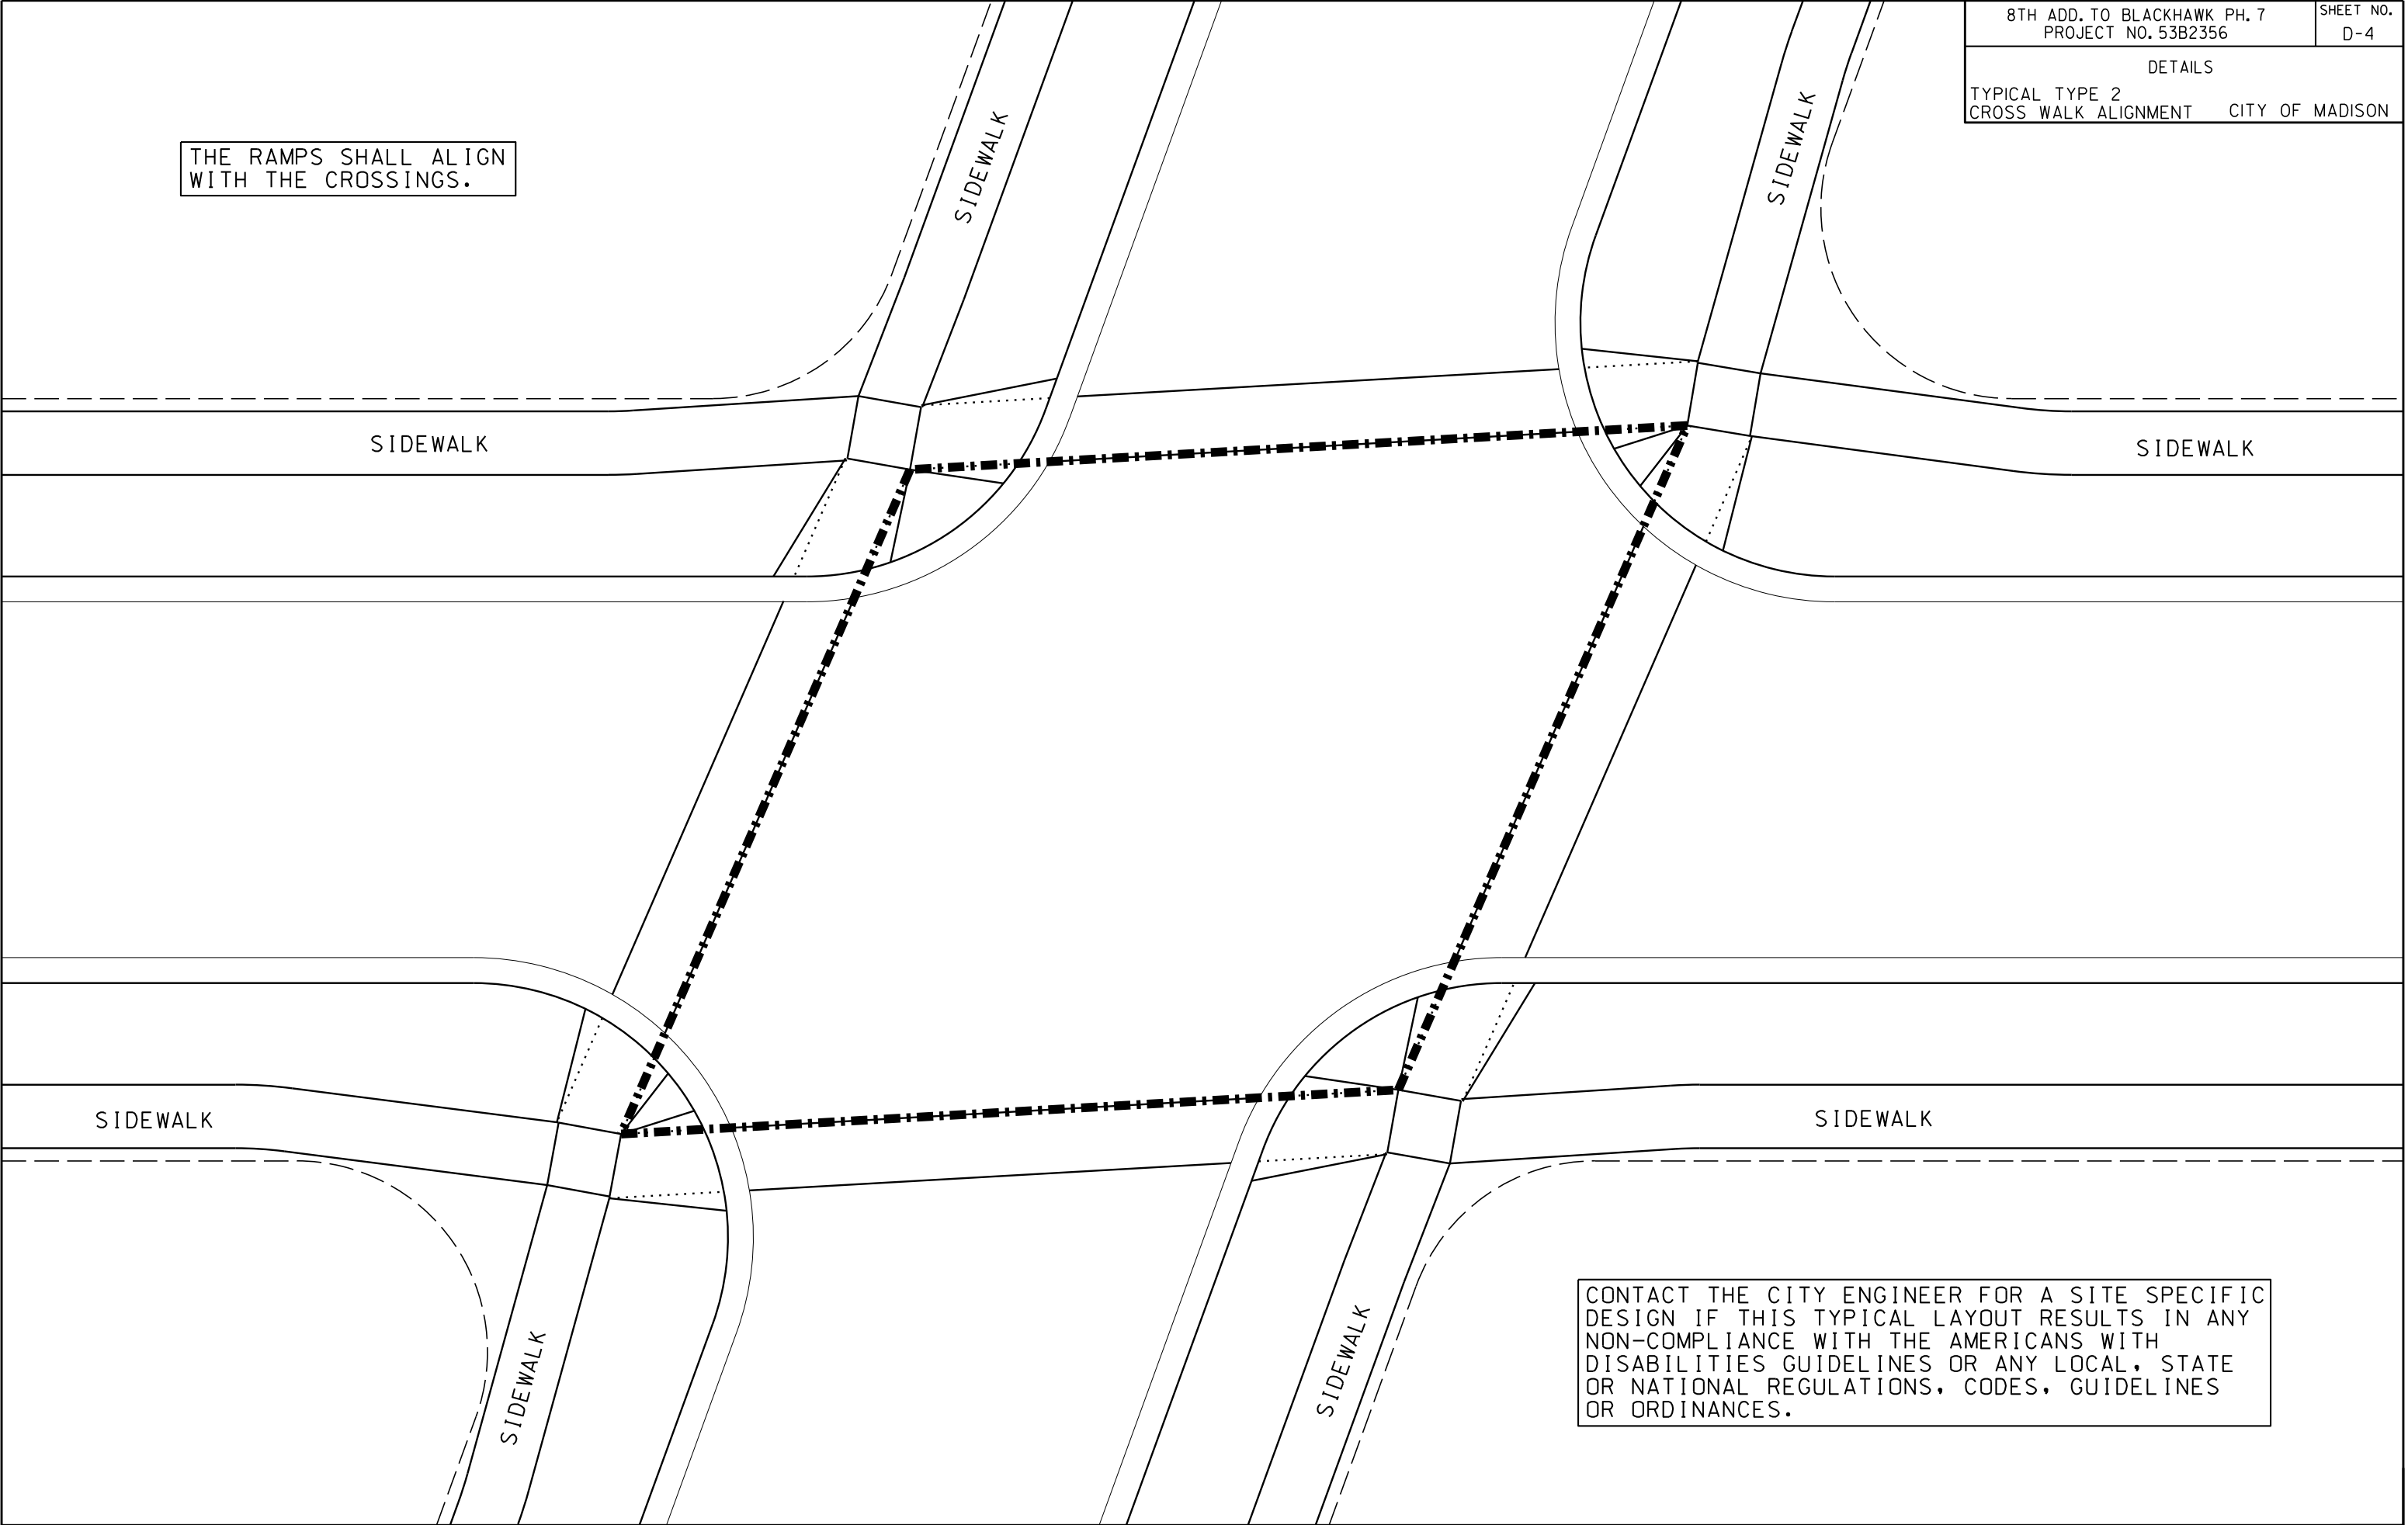 8TH ADD. TO BLACKHAWK PH. 7
PROJECT NO. 53B2356
SHEET NO.
D-4
DETAILS
TYPICAL TYPE 2
CROSS WALK ALIGNMENT CITY OF MADISON
THE RAMPS SHALL ALIGN
WITH THE CROSSINGS.
SIDEWALK
SIDEWALK
SIDEWALK
SIDEWALK
SIDEWALK
SIDEWALK
SIDEWALK
SIDEWALK
CONTACT THE CITY ENGINEER FOR A SITE SPECIFIC
DESIGN IF THIS TYPICAL LAYOUT RESULTS IN ANY
NON-COMPLIANCE WITH THE AMERICANS WITH
DISABILITIES GUIDELINES OR ANY LOCAL, STATE
OR NATIONAL REGULATIONS, CODES, GUIDELINES
OR ORDINANCES.